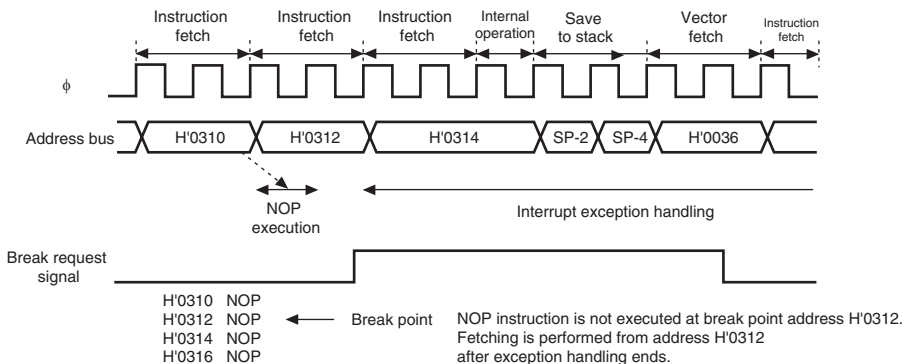 Instruction fetch
Instruction fetch
Instruction fetch
Internal operation
Save to stack
Vector fetch
Instruction fetch
ϕ
Address bus
H'0310
H'0312
H'0314
SP-2
SP-4
H'0036
NOP execution
Interrupt exception handling
Break request signal
H'0310 NOP
H'0312 NOP
H'0314 NOP
H'0316 NOP
Break point
NOP instruction is not executed at break point address H'0312.
Fetching is performed from address H'0312
after exception handling ends.